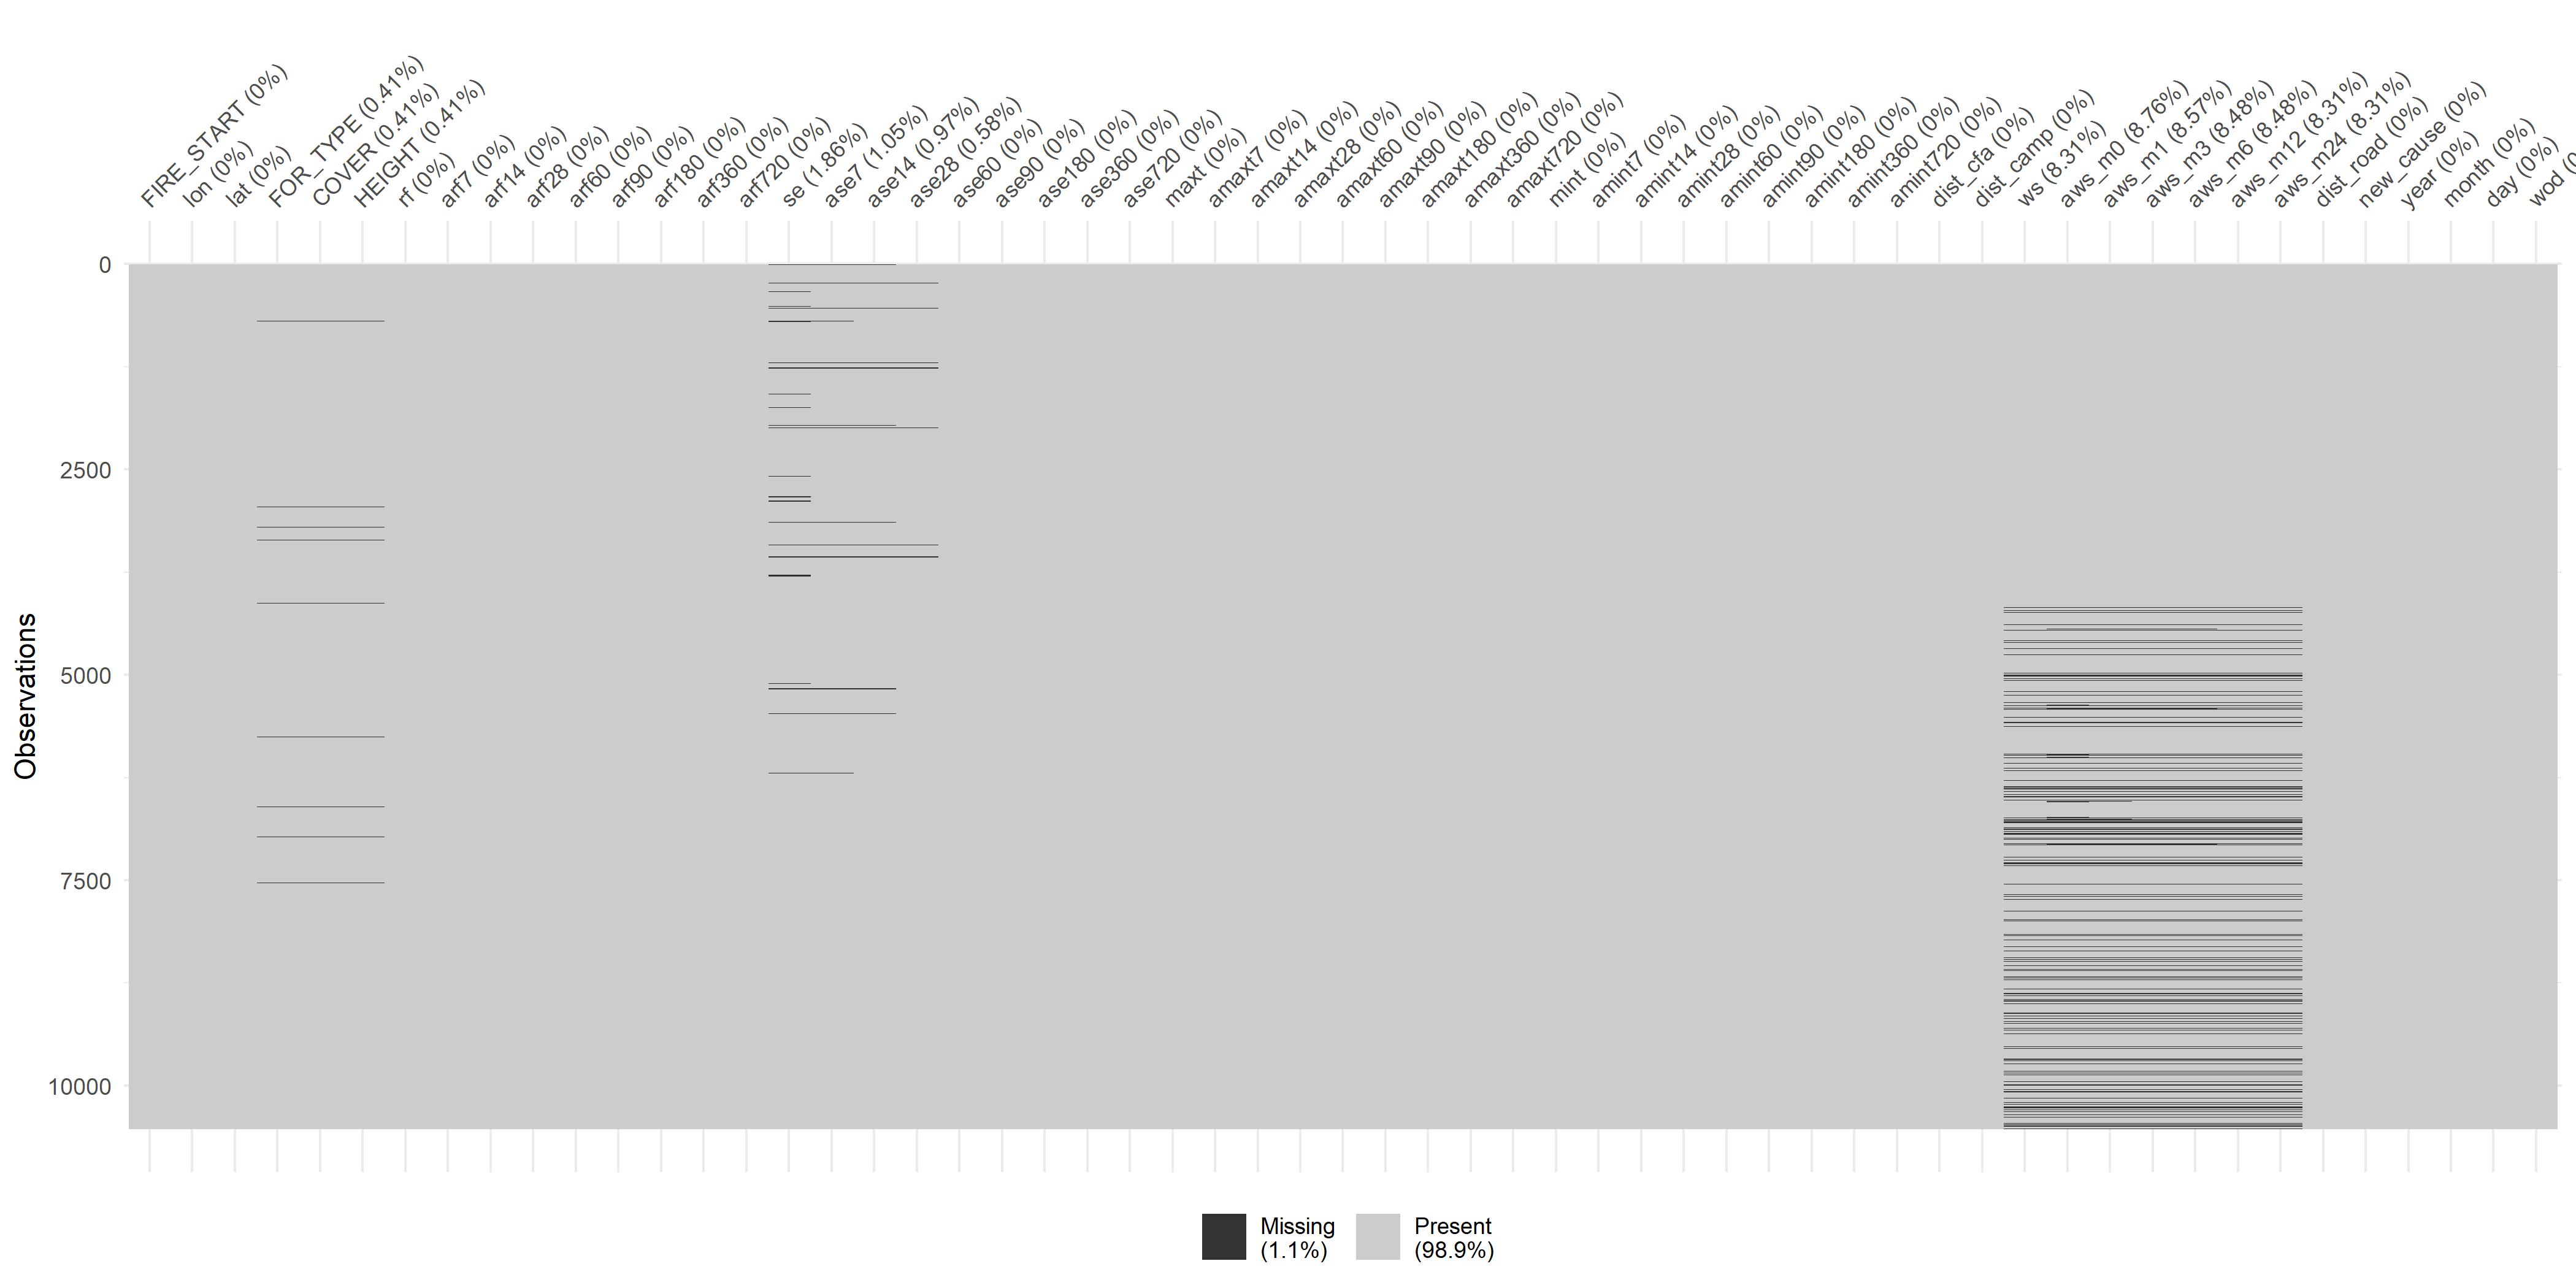 FIRE_START (0%)
lon (0%)
lat (0%)
FOR_TYPE (0.41%)
COVER (0.41%)
HEIGHT (0.41%)
rf (0%)
arf7 (0%)
arf14 (0%)
arf28 (0%)
arf60 (0%)
arf90 (0%)
arf180 (0%)
arf360 (0%)
arf720 (0%)
se (1.86%)
ase7 (1.05%)
ase14 (0.97%)
ase28 (0.58%)
ase60 (0%)
ase90 (0%)
ase180 (0%)
ase360 (0%)
ase720 (0%)
maxt (0%)
amaxt7 (0%)
amaxt14 (0%)
amaxt28 (0%)
amaxt60 (0%)
amaxt90 (0%)
amaxt180 (0%)
amaxt360 (0%)
amaxt720 (0%)
mint (0%)
amint7 (0%)
amint14 (0%)
amint28 (0%)
amint60 (0%)
amint90 (0%)
amint180 (0%)
amint360 (0%)
amint720 (0%)
dist_cfa (0%)
dist_camp (0%)
ws (8.31%)
aws_m0 (8.76%)
aws_m1 (8.57%)
aws_m3 (8.48%)
aws_m6 (8.48%)
aws_m12 (8.31%)
aws_m24 (8.31%)
dist_road (0%)
new_cause (0%)
year (0%)
month (0%)
day (0%)
wod (0
0
2500
5000
7500
10000
Observations
Missing
(1.1%)
Present
(98.9%)